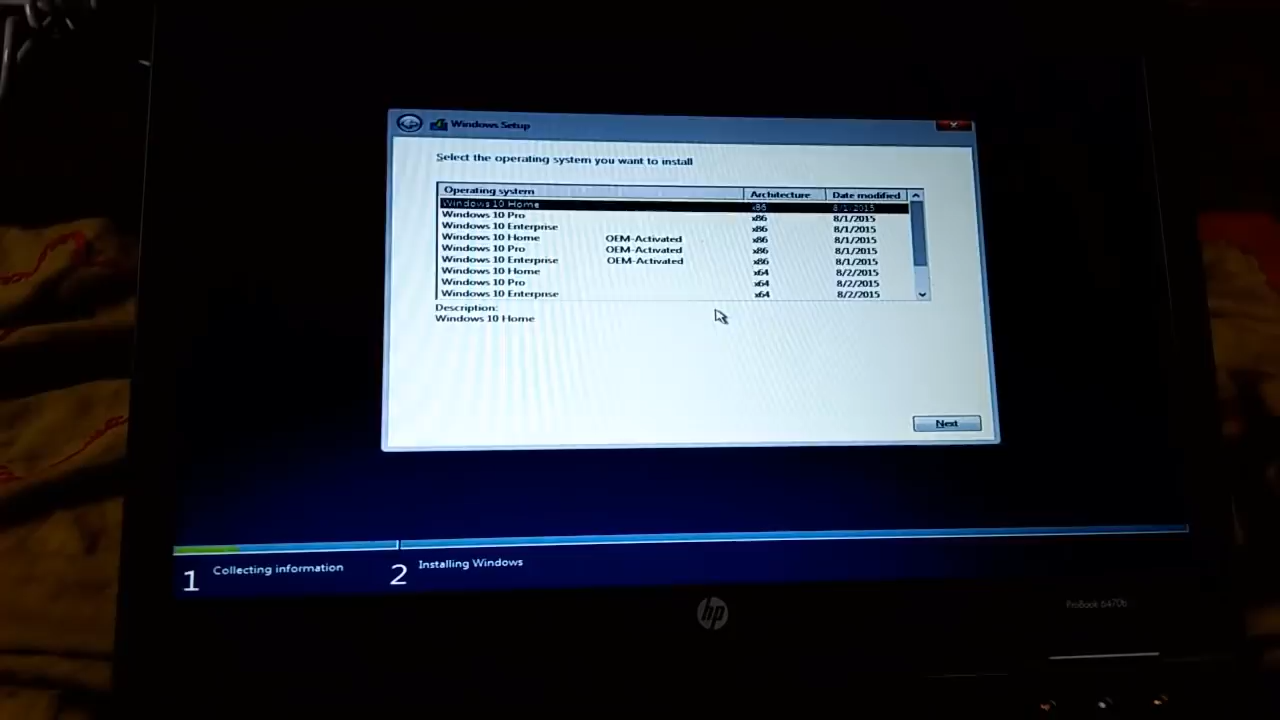 Windows Setup
Select the operating system you want to install
Operating system Architecture Date modified
Windows 10 Home x86 8/1/2015
Windows 10 Pro x86 8/1/2015
Windows 10 Enterprise x86 8/1/2015
Windows 10 Home OEM-Activated x86 8/1/2015
Windows 10 Pro OEM-Activated x86 8/1/2015
Windows 10 Enterprise OEM-Activated x86 8/1/2015
Windows 10 Home x64 8/2/2015
Windows 10 Pro x64 8/2/2015
Windows 10 Enterprise x64 8/2/2015
Description:
Windows 10 Home
Next
1 Collecting information 2 Installing Windows
hp
ProBook 6470b